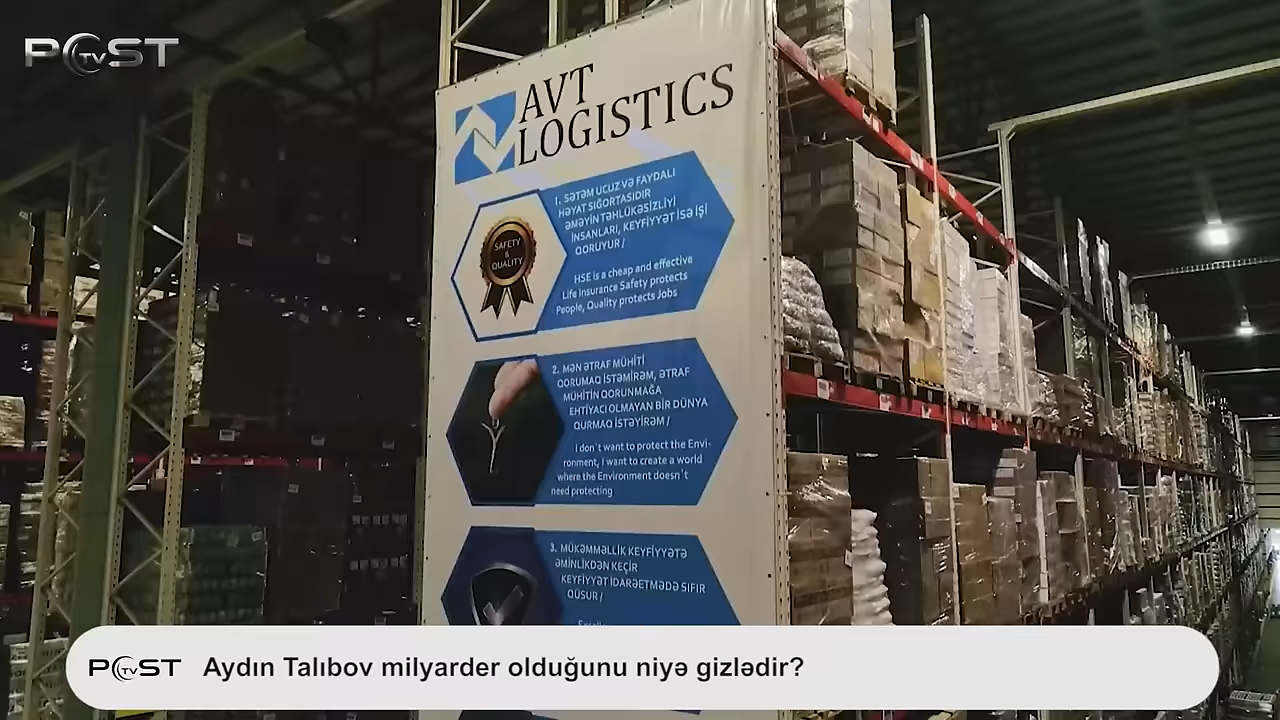 PCST
TV
AVT
LOGISTICS
SAFETY
&
QUALITY
1. SƏTƏM UCUZ VƏ FAYDALI
HƏYAT SIĞORTASIDIR
ƏMƏYİN TƏHLÜKƏSİZLİYİ
İNSANLARI, KEYFİYYƏT İSƏ İŞİ
QORUYUR /
HSE is a cheap and effective
Life Insurance Safety protects
People, Quality protects Jobs
2. MƏN ƏTRAF MÜHİTİ
QORUMAQ İSTƏMİRƏM, ƏTRAF
MÜHİTİN QORUNMAĞA
EHTİYACI OLMAYAN BİR DÜNYA
QURMAQ İSTƏYİRƏM /
I don't want to protect the Envi-
ronment, I want to create a world
where the Environment doesn't
need protecting
3. MÜKƏMMƏLLİK KEYFİYYƏTƏ
ƏMİNLİKDƏN KEÇİR
KEYFİYYƏT İDARƏETMƏDƏ SIFIR
QÜSUR /
PCST
TV
Aydın Talıbov milyarder olduğunu niyə gizlədir?